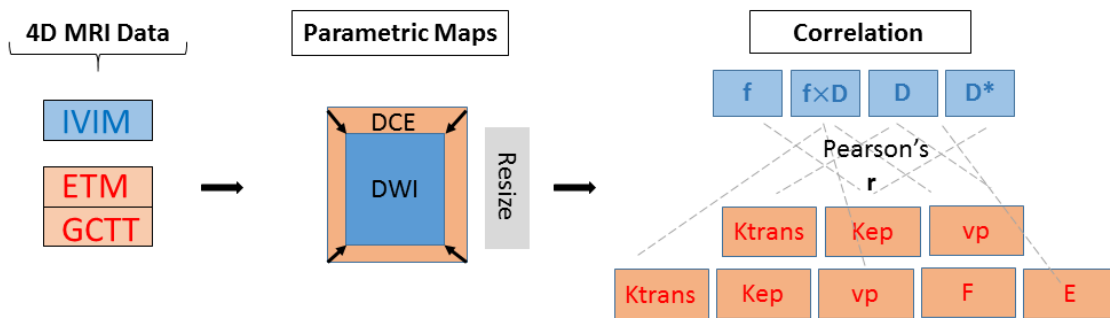 4D MRI Data
IVIM
ETM
GCTT
Parametric Maps
DCE
DWI
Resize
Correlation
f f×D D D*
Pearson's
r
Ktrans Kep vp
Ktrans Kep vp F E